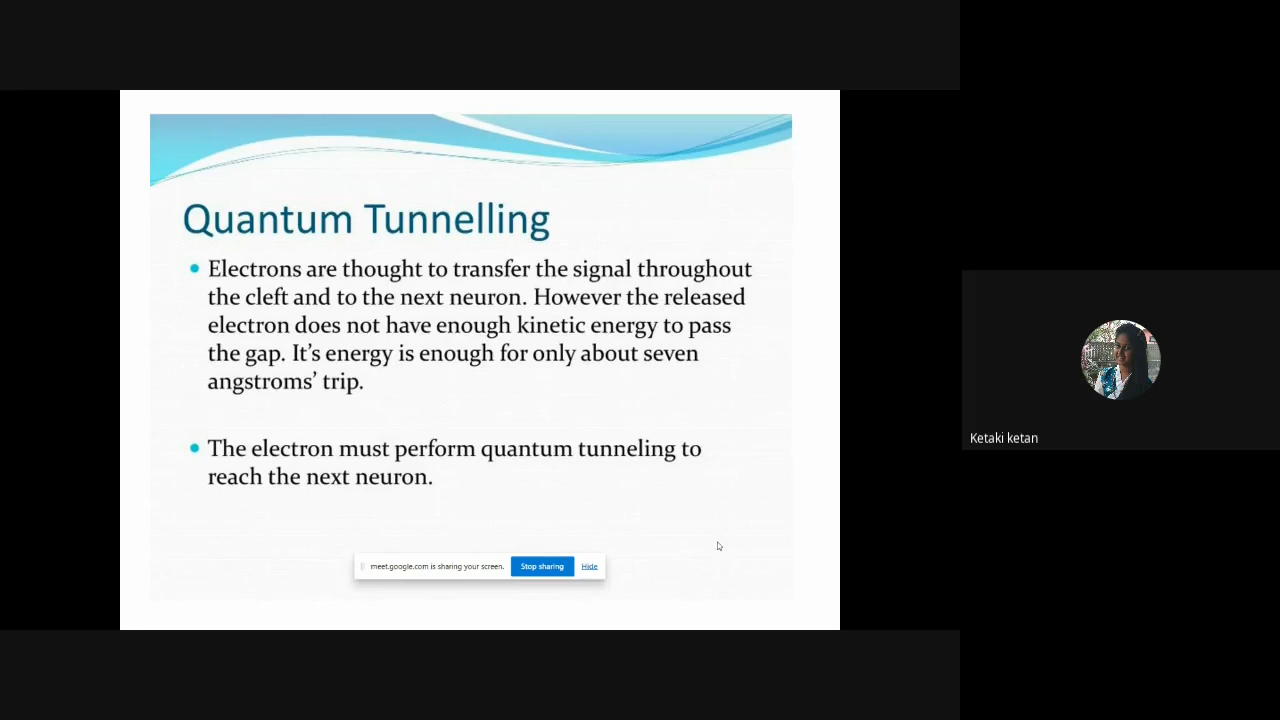 Quantum Tunnelling
Electrons are thought to transfer the signal throughout
the cleft and to the next neuron. However the released
electron does not have enough kinetic energy to pass
the gap. It's energy is enough for only about seven
angstroms' trip.
The electron must perform quantum tunneling to
reach the next neuron.
meet.google.com is sharing your screen. Stop sharing Hide
Ketaki ketan